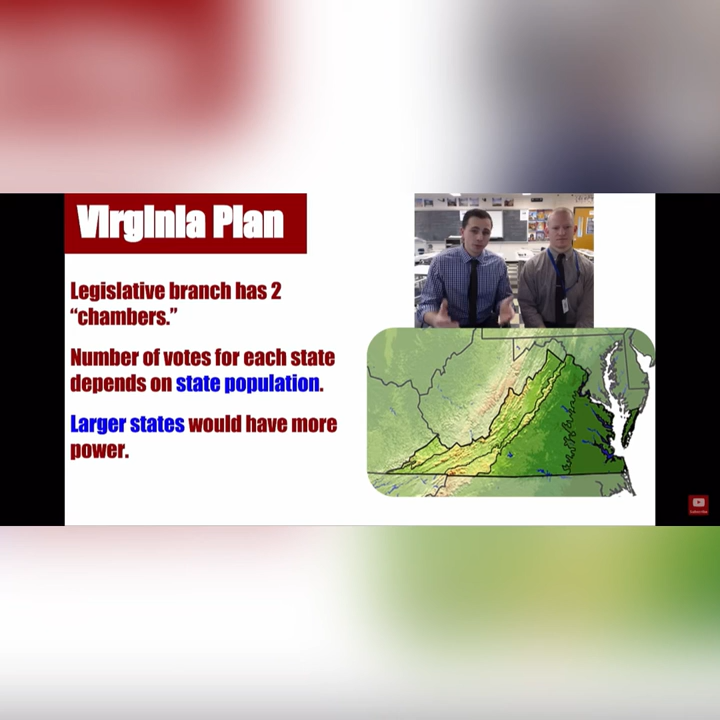 Virginia Plan
Legislative branch has 2
“chambers.”
Number of votes for each state
depends on state population.
Larger states would have more
power.